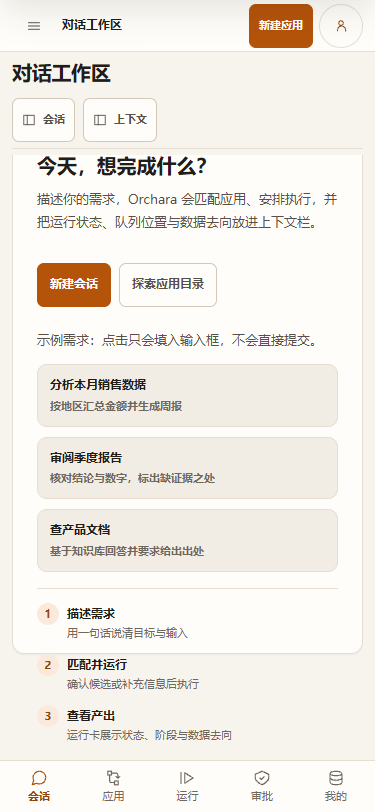 对话工作区
新建应用
对话工作区
会话
上下文
今天，想完成什么？
描述你的需求，Orchara 会匹配应用、安排执行，并
把运行状态、队列位置与数据去向放进上下文栏。
新建会话
探索应用目录
示例需求：点击只会填入输入框，不会直接提交。
分析本月销售数据
按地区汇总金额并生成周报
审阅季度报告
核对结论与数字，标出缺证据之处
查产品文档
基于知识库回答并要求给出出处
1
描述需求
用一句话说清目标与输入
2
匹配并运行
确认候选或补充信息后执行
3
查看产出
运行卡展示状态、阶段与数据去向
会话
应用
运行
审批
我的